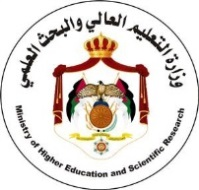 وزارة التعليم العالي والبحث العلمي
Ministry of Higher Education and Scientific Research